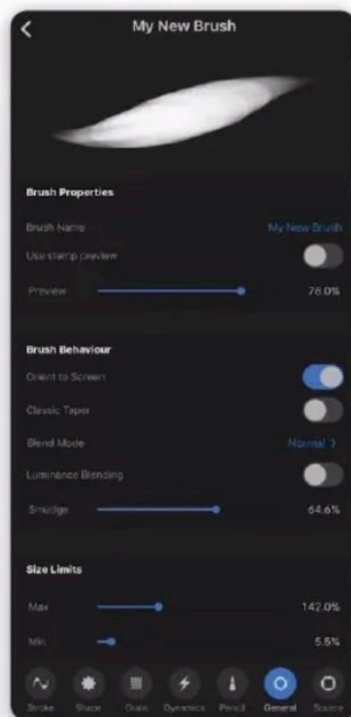 My New Brush
Brush Properties
Brush Name My New Brush
Use stamp preview
Preview 78.0%
Brush Behaviour
Orient to Screen
Classic Taper
Blend Mode Normal >
Luminance Blending
Smudge 64.6%
Size Limits
Max 142.0%
Min 5.5%
Stroke Shape Grain Dynamics Pencil General Source